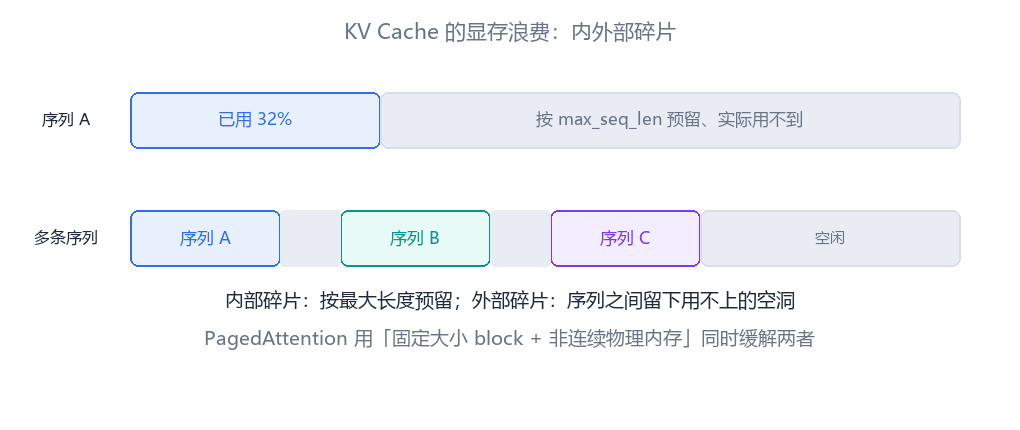 KV Cache 的显存浪费：内外部碎片
序列 A
已用 32%
按 max_seq_len 预留、实际用不到
多条序列
序列 A
序列 B
序列 C
空闲
内部碎片：按最大长度预留；外部碎片：序列之间留下用不上的空洞
PagedAttention 用「固定大小 block + 非连续物理内存」同时缓解两者